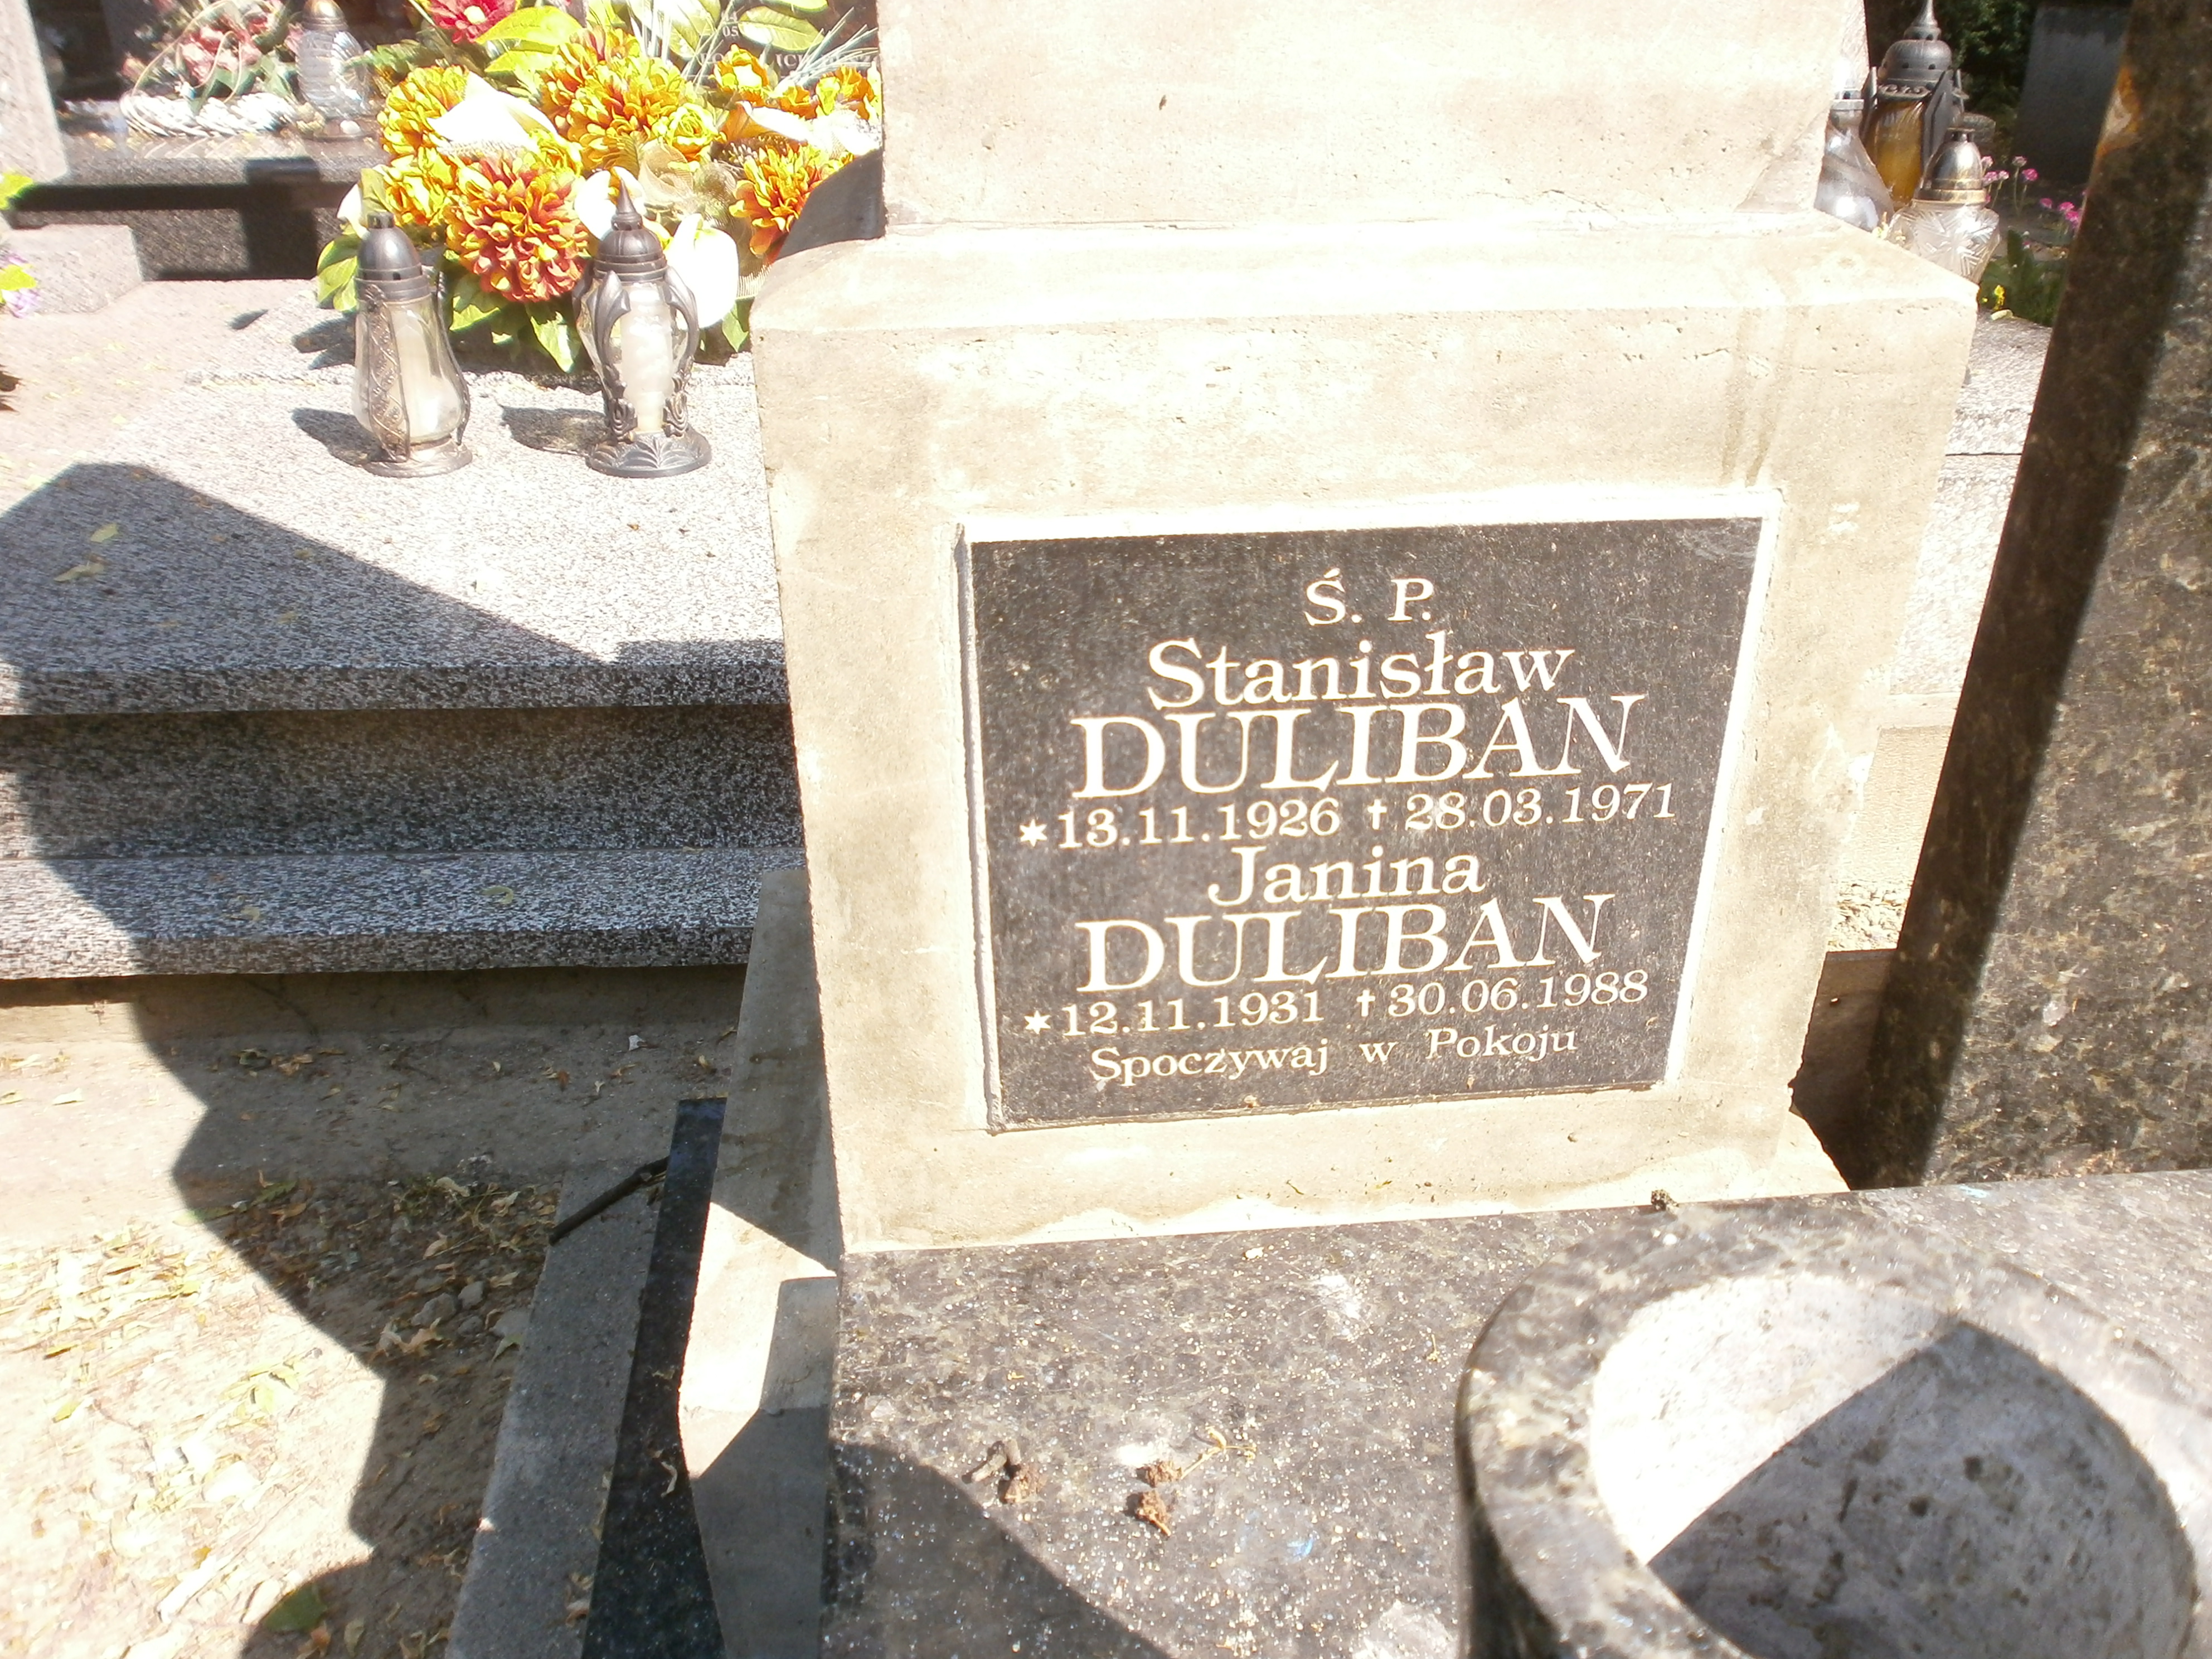 Ś. P.
Stanisław
DULIBAN
*13.11.1926 †28.03.1971
Janina
DULIBAN
*12.11.1931 †30.06.1988
Spoczywaj w Pokoju